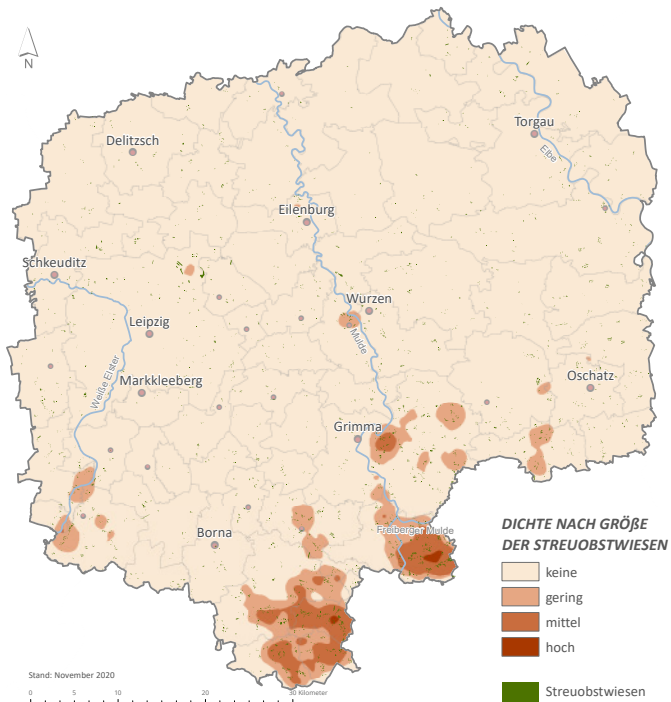 N
Delitzsch
Torgau
Elbe
Eilenburg
Schkeuditz
Wurzen
Leipzig
Mulde
Weiße Elster
Markkleeberg
Oschatz
Grimma
Freiberger Mulde
Borna
DICHTE NACH GRÖßE
DER STREUOBSTWIESEN
keine
gering
mittel
hoch
Streuobstwiesen
Stand: November 2020
0 5 10 20 30 Kilometer